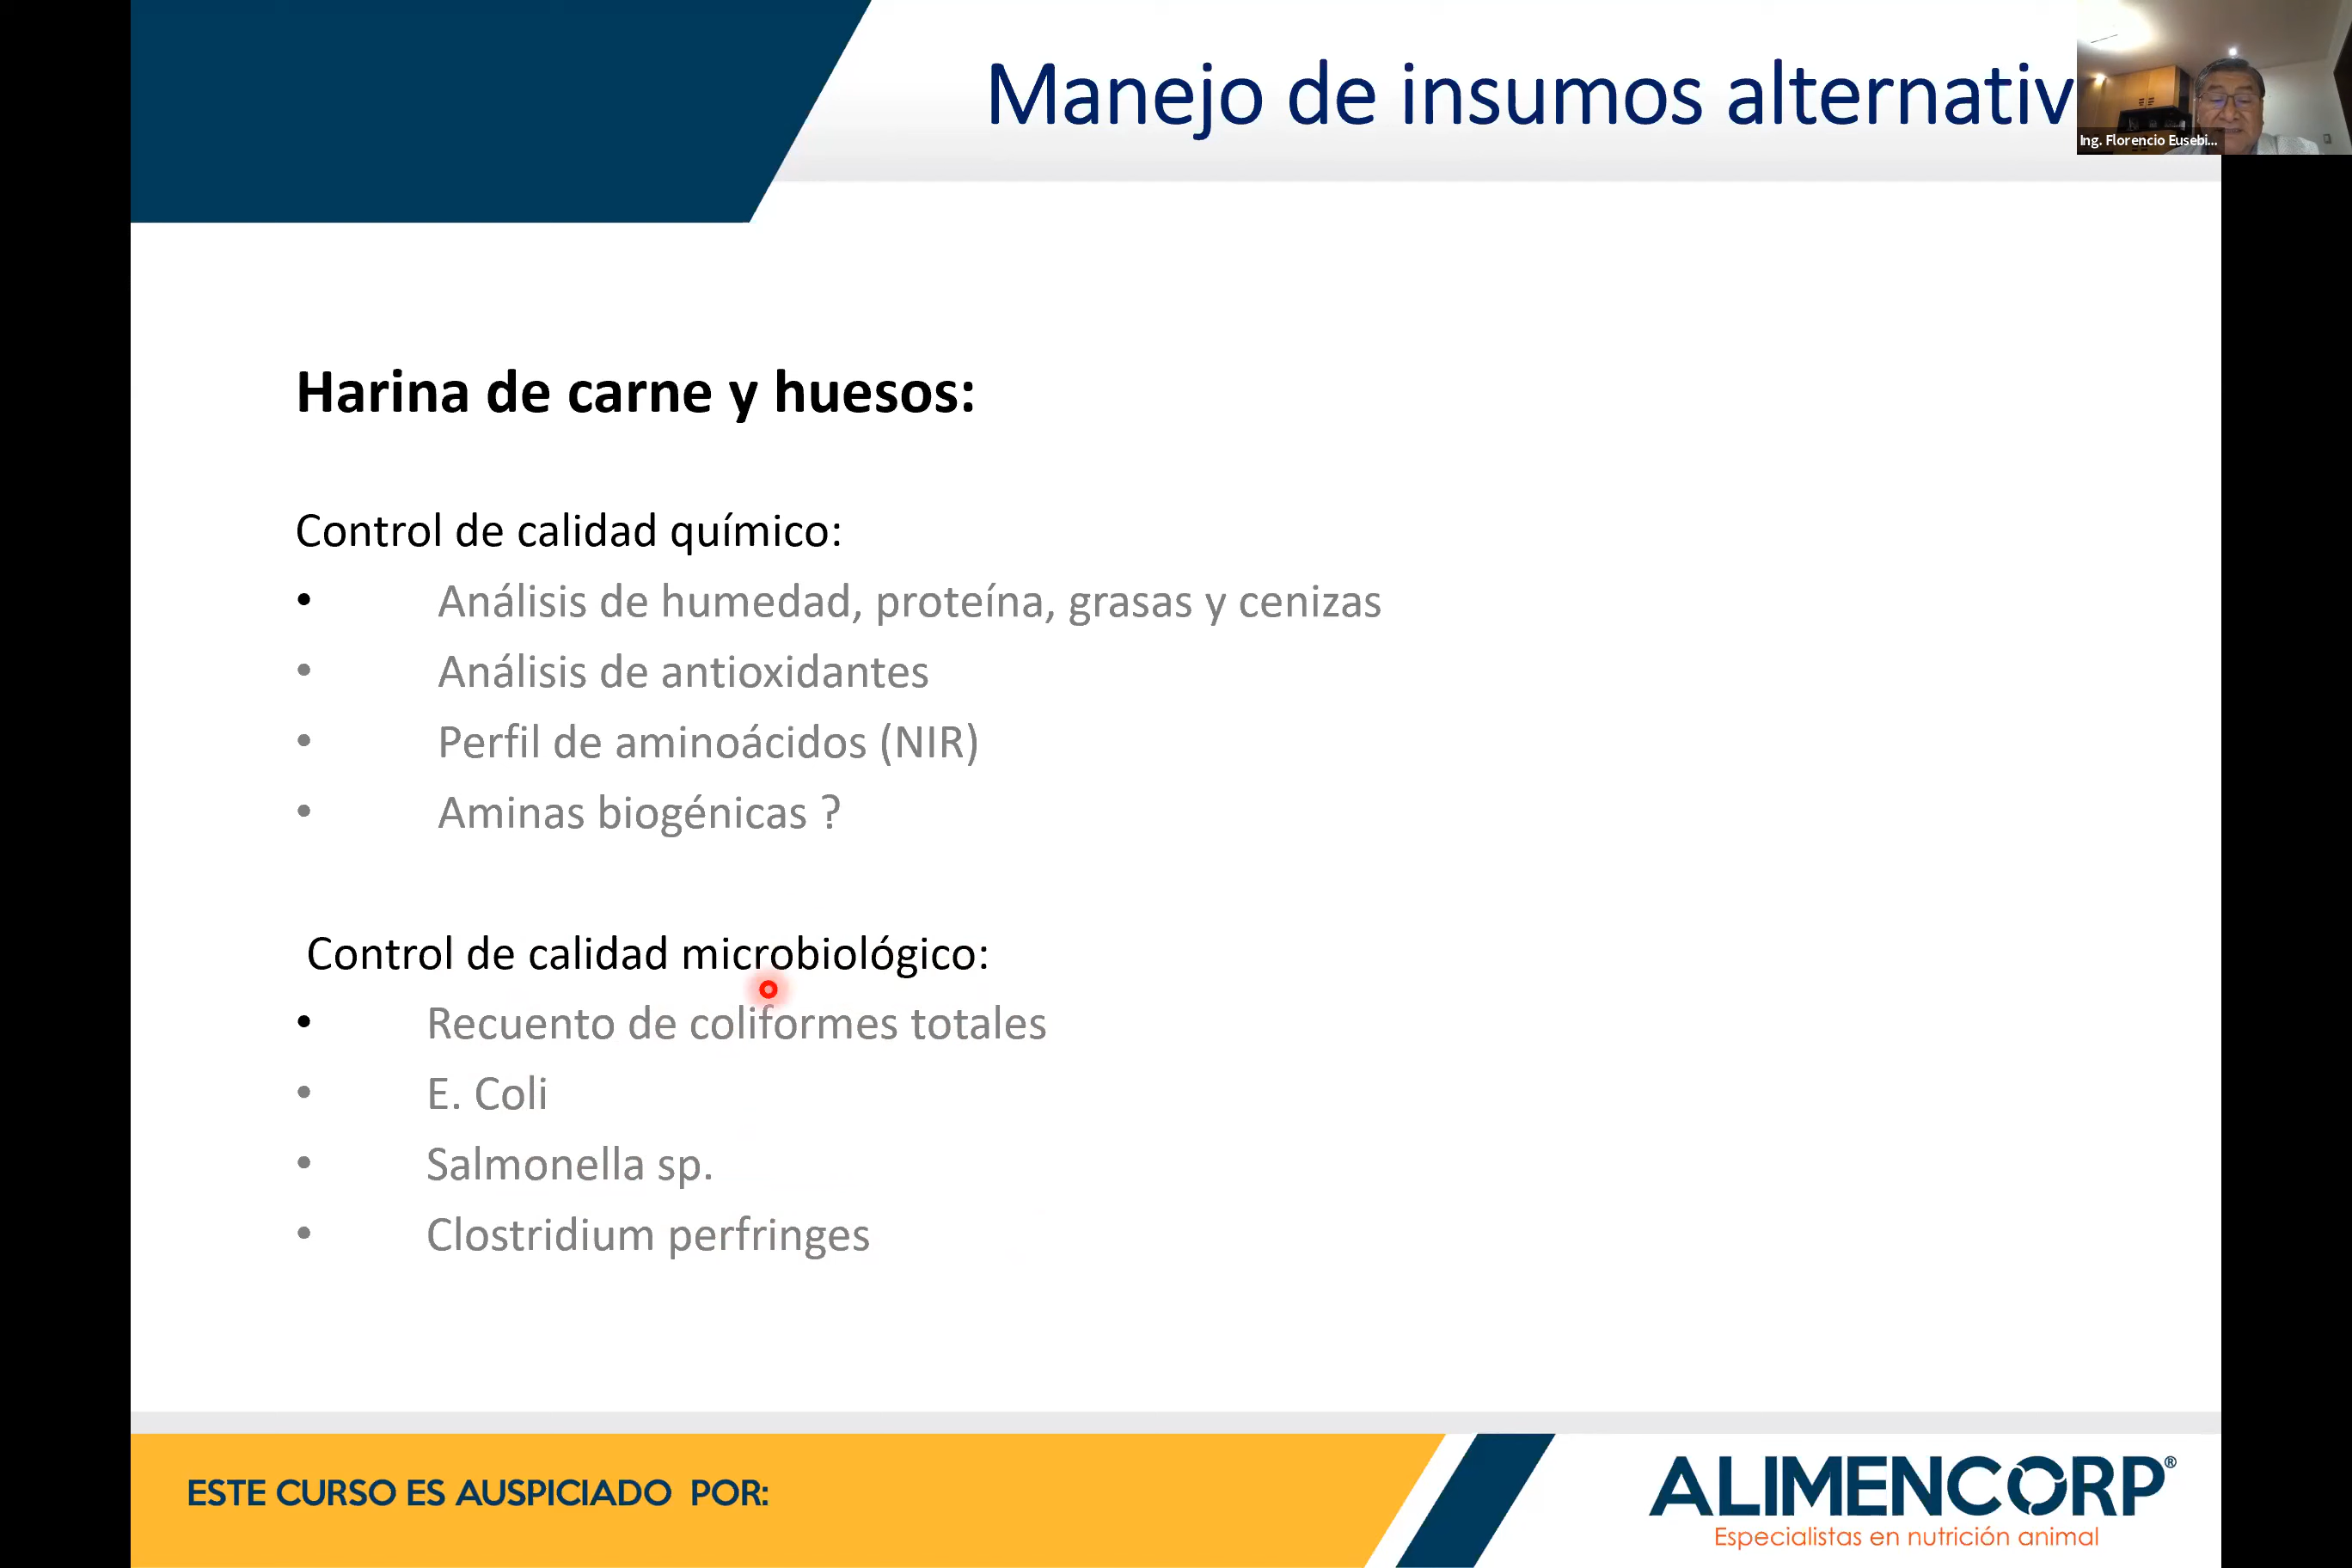 Manejo de insumos alternativ
Ing. Florencio Eusebi...
Harina de carne y huesos:
Control de calidad químico:
• Análisis de humedad, proteína, grasas y cenizas
• Análisis de antioxidantes
• Perfil de aminoácidos (NIR)
• Aminas biogénicas ?
Control de calidad microbiológico:
• Recuento de coliformes totales
• E. Coli
• Salmonella sp.
• Clostridium perfringes
ESTE CURSO ES AUSPICIADO POR:
ALIMENCORP®
Especialistas en nutrición animal